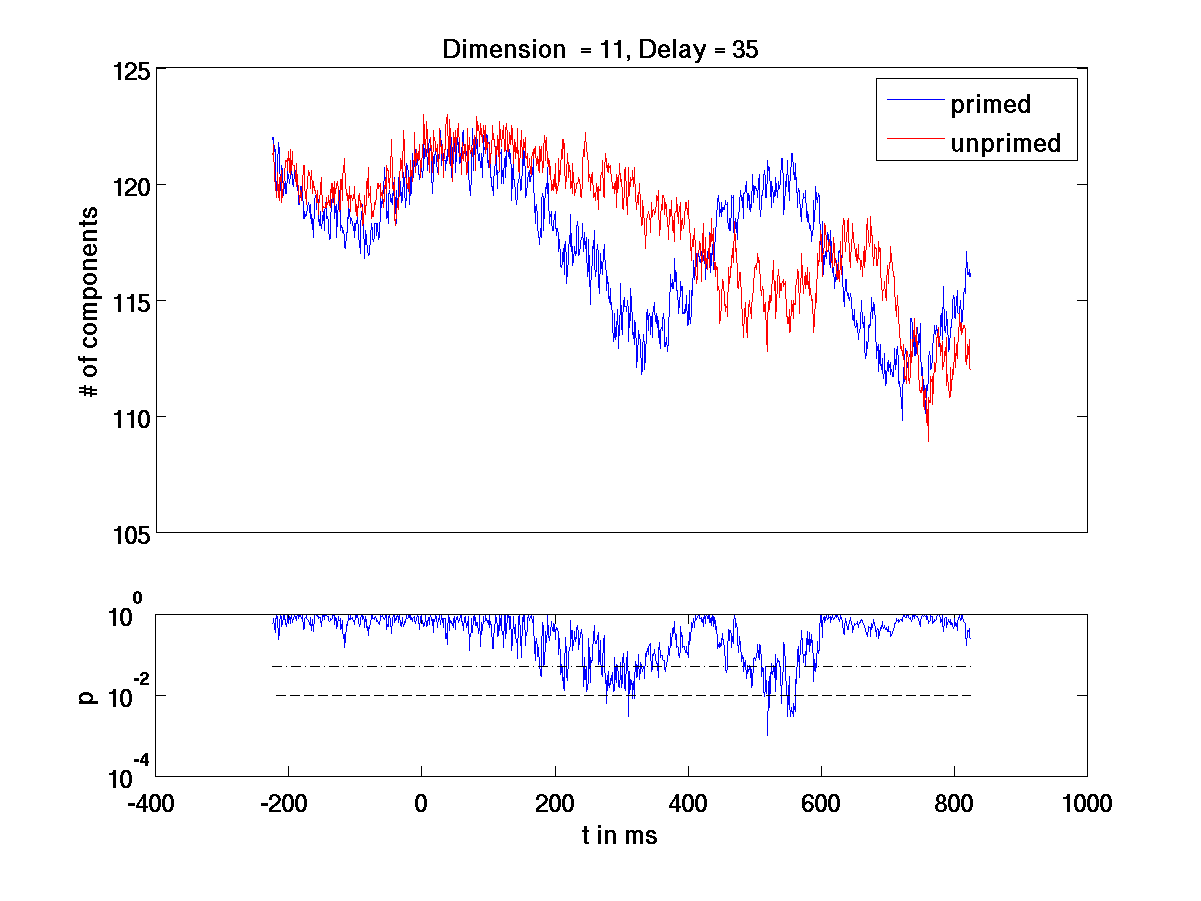 Dimension = 11, Delay = 35
125
primed
unprimed
120
# of components
115
110
105
10^0
10^-2
p
10^-4
-400 -200 0 200 400 600 800 1000
t in ms